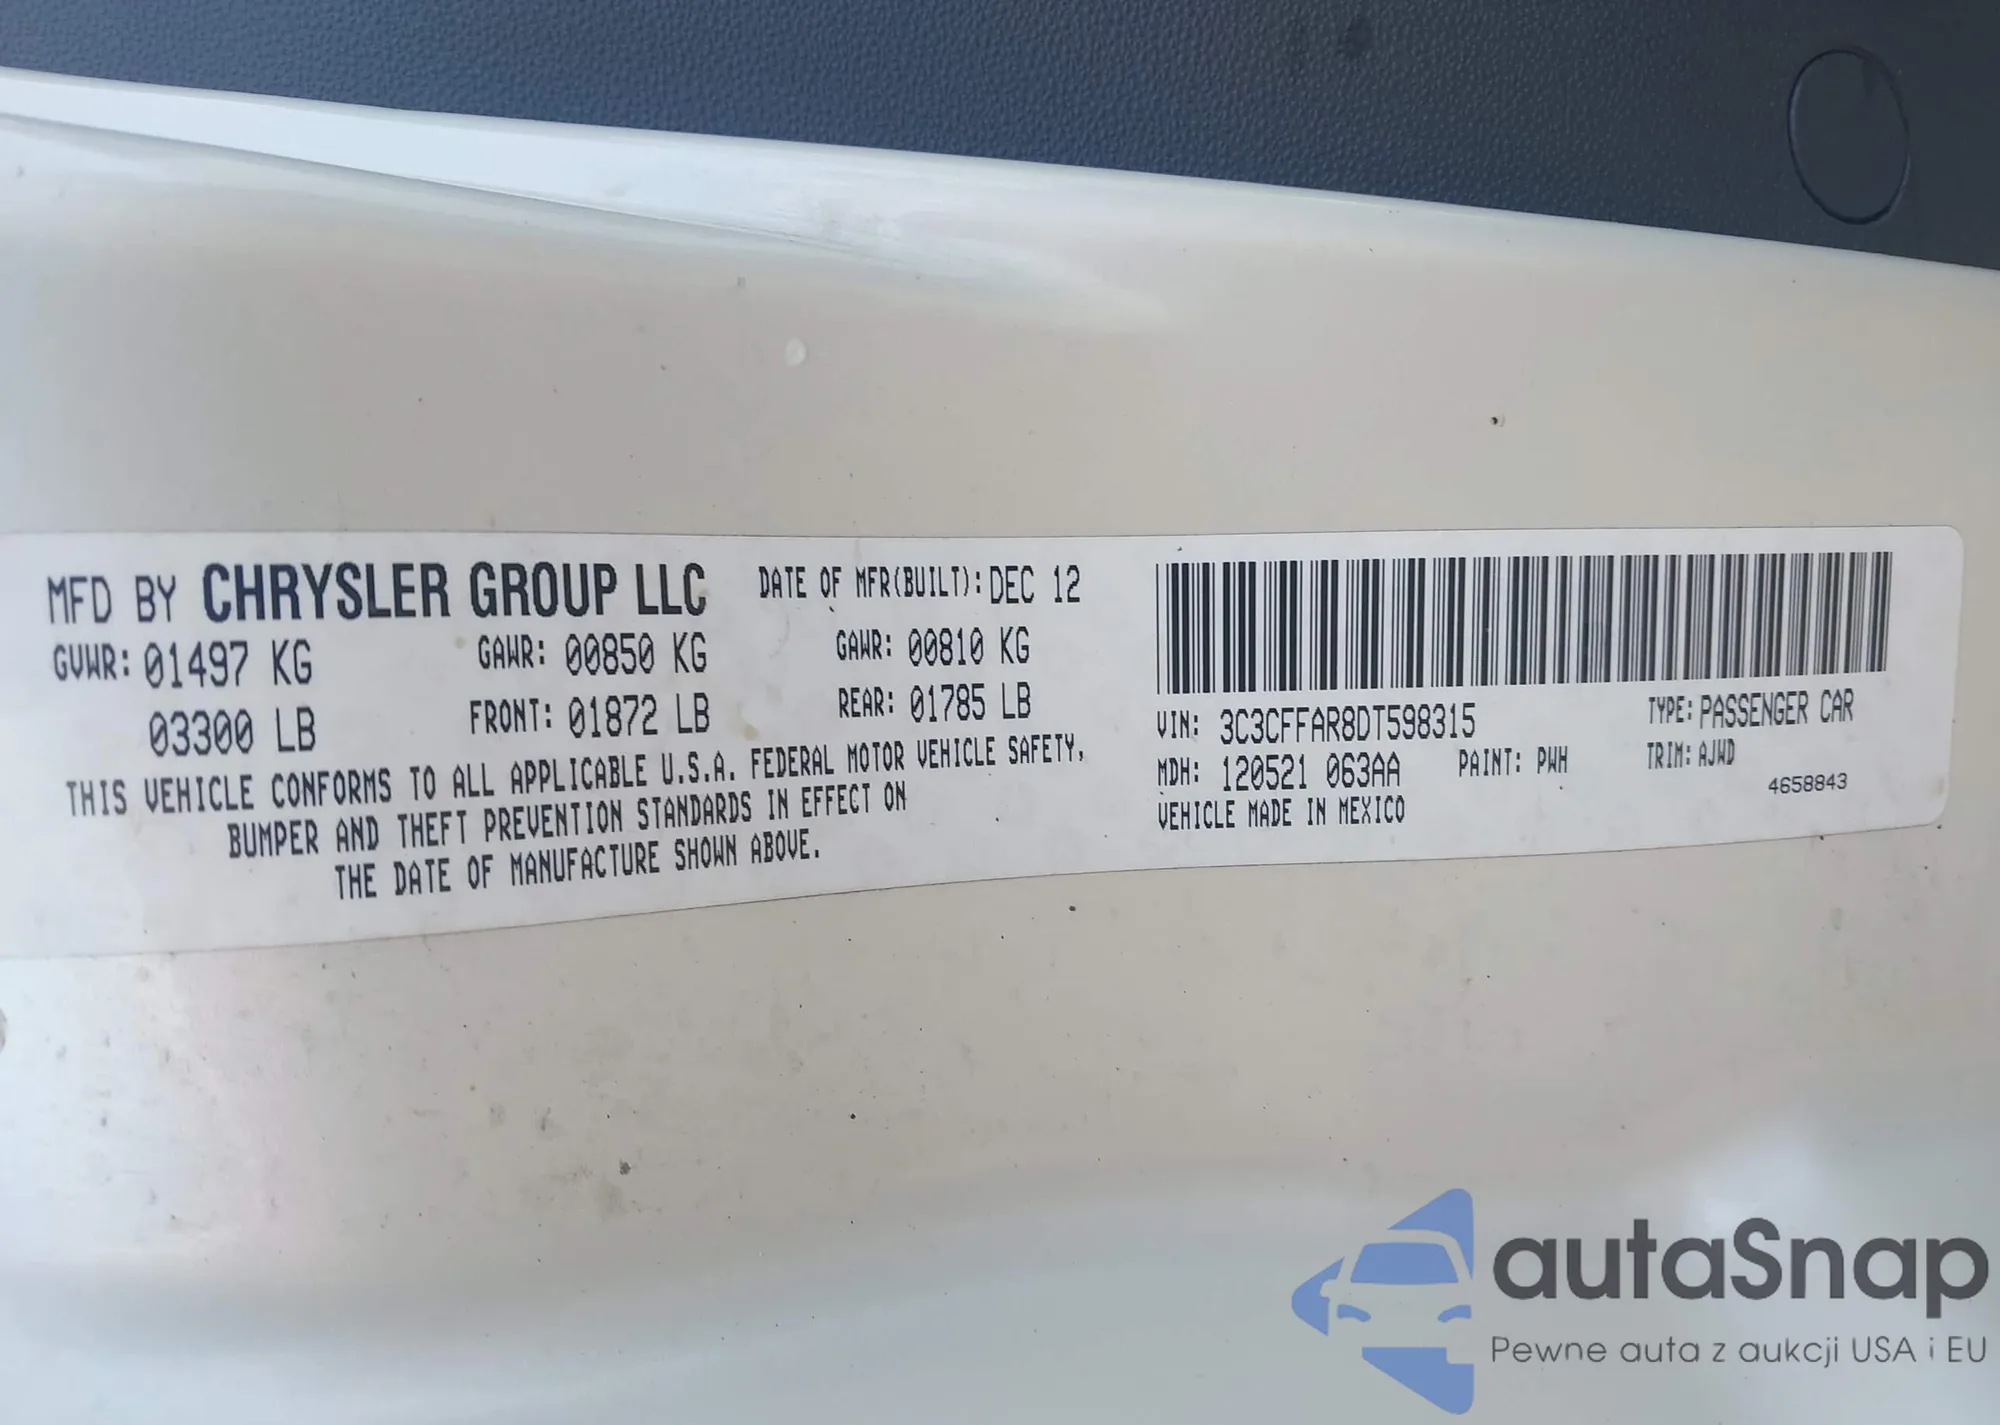 MFD BY CHRYSLER GROUP LLC DATE OF MFR(BUILT): DEC 12
GVWR: 01497 KG GAWR: 00850 KG GAWR: 00810 KG
03300 LB FRONT: 01872 LB REAR: 01785 LB
THIS VEHICLE CONFORMS TO ALL APPLICABLE U.S.A. FEDERAL MOTOR VEHICLE SAFETY,
BUMPER AND THEFT PREVENTION STANDARDS IN EFFECT ON
THE DATE OF MANUFACTURE SHOWN ABOVE.
VIN: 3C3CFFAR8DT598315 TYPE: PASSENGER CAR
MDH: 120521 063AA PAINT: PWH TRIM: AJWD
VEHICLE MADE IN MEXICO 4658843
autaSnap
Pewne auta z aukcji USA i EU